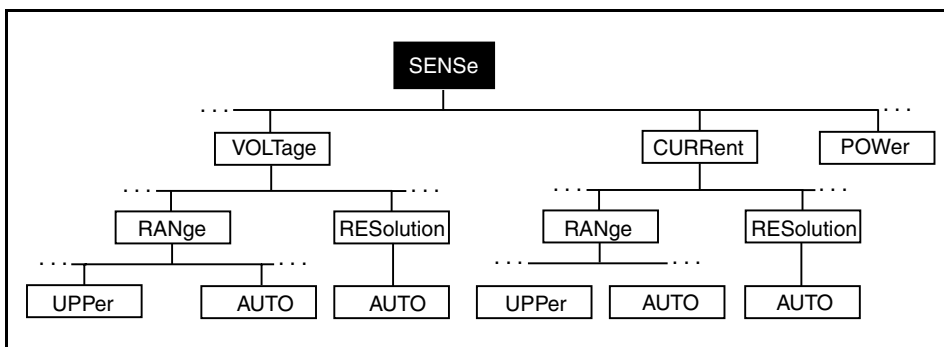 SENSe
. . . . . .
VOLTage CURRent POWer
. . . . . . . . . . . .
RANge RESolution RANge RESolution
. . . . . . . . . . . .
UPPer AUTO AUTO UPPer AUTO AUTO